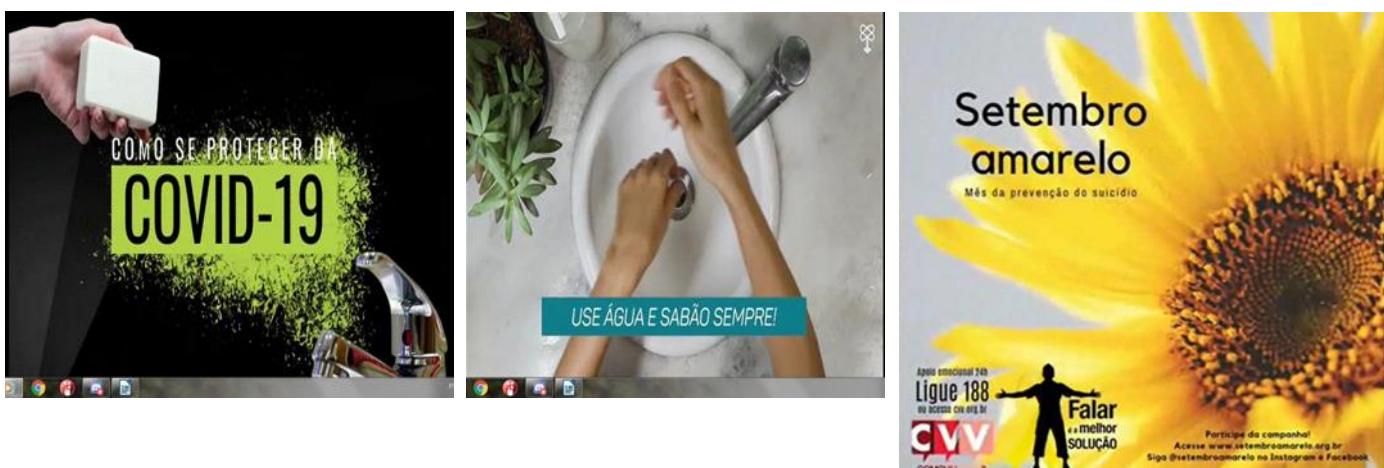 COMO SE PROTEGER DA
COVID-19
USE ÁGUA E SABÃO SEMPRE!
Setembro
amarelo
Mês da prevenção do suicídio
Apoio emocional 24h
Ligue 188
ou acesse cvv.org.br
CVV
Falar
é a melhor
SOLUÇÃO
Participe da campanha!
Acesse www.setembroamarelo.org.br
Siga @setembroamarelo no Instagram e Facebook